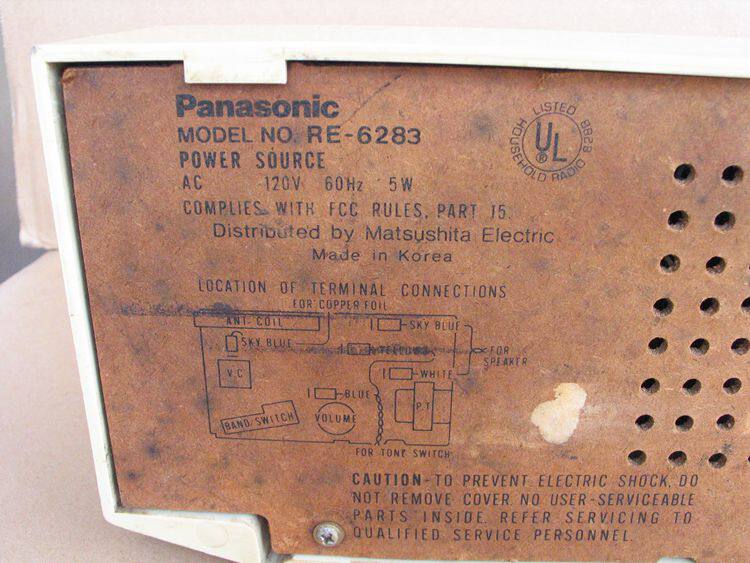 Panasonic
MODEL NO. RE-6283
POWER SOURCE
AC 120V 60Hz 5W
COMPLIES WITH FCC RULES, PART 15.
Distributed by Matsushita Electric
Made in Korea
LISTED 8828
UL
®
HOUSEHOLD RADIO
LOCATION OF TERMINAL CONNECTIONS
FOR COPPER FOIL
ANT-COIL
SKY BLUE
SKY BLUE
YELLOW
FOR
SPEAKER
V.C
WHITE
BLUE
P.T
BAND/SWITCH
VOLUME
FOR TONE SWITCH
CAUTION-TO PREVENT ELECTRIC SHOCK, DO
NOT REMOVE COVER. NO USER-SERVICEABLE
PARTS INSIDE. REFER SERVICING TO
QUALIFIED SERVICE PERSONNEL.